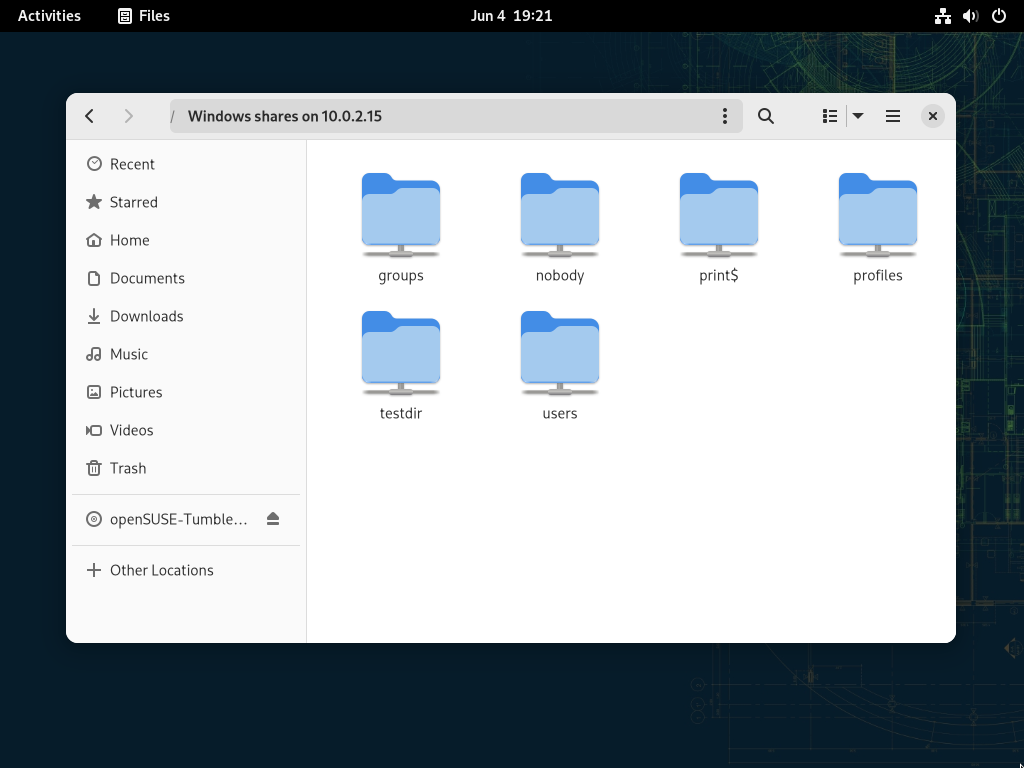 Activities Files Jun 4 19:21
/ Windows shares on 10.0.2.15
Recent
Starred
Home
Documents
Downloads
Music
Pictures
Videos
Trash
openSUSE-Tumble…
Other Locations
groups nobody print$ profiles
testdir users